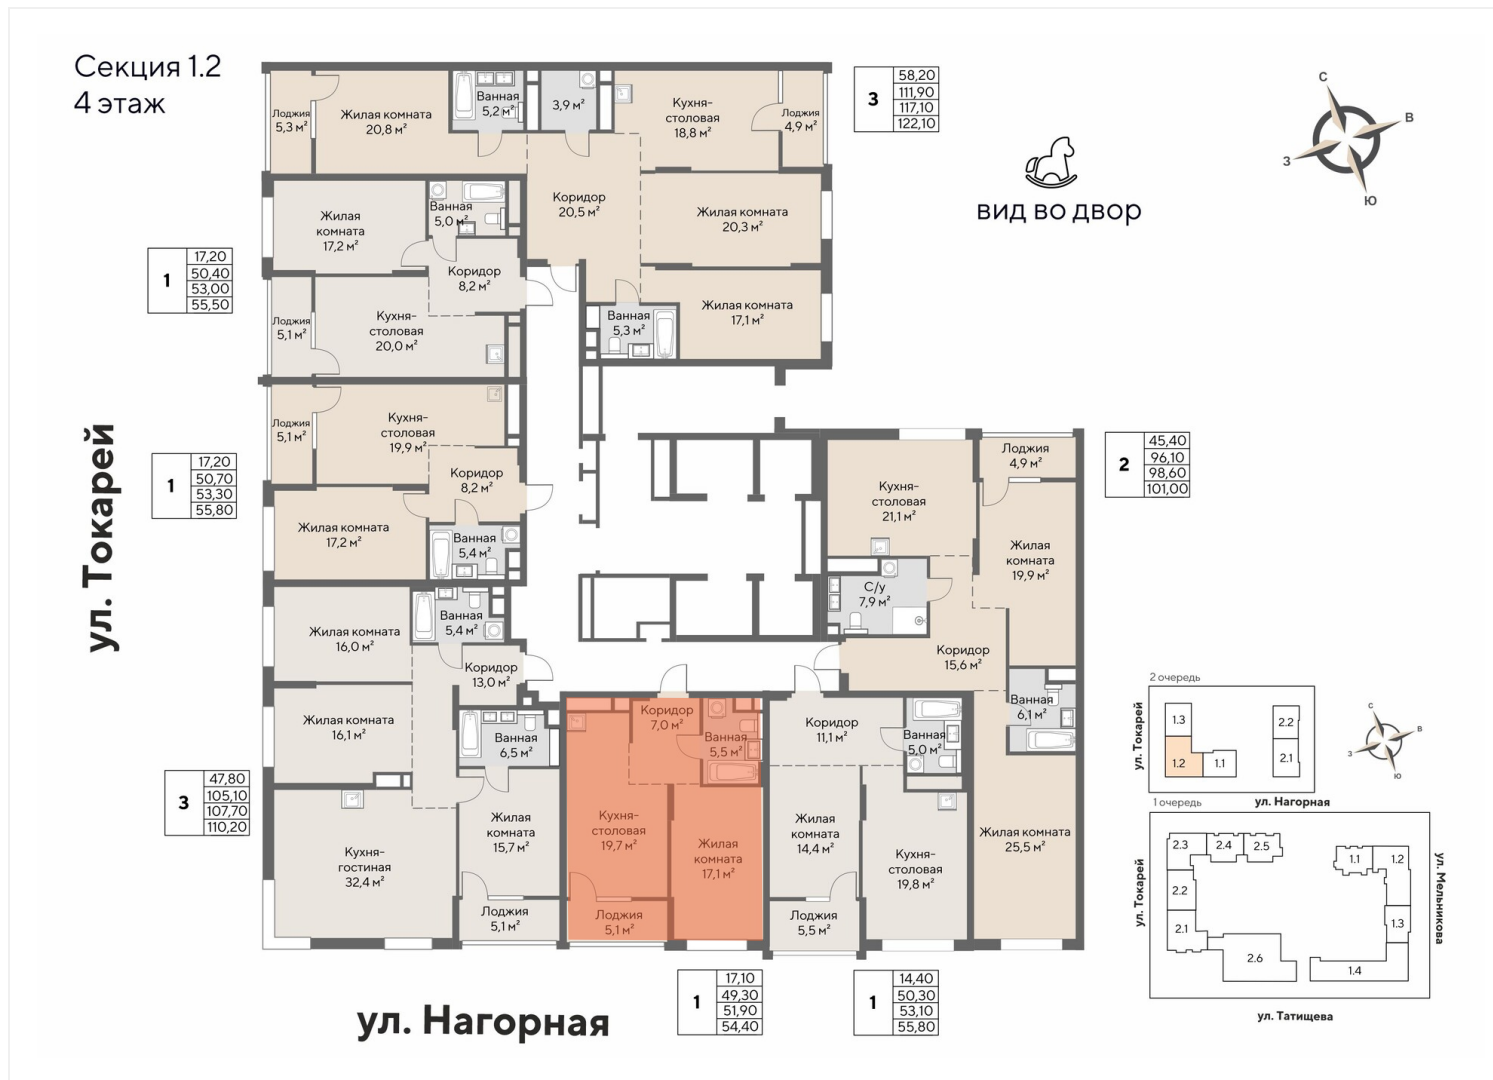 Секция 1.2
4 этаж
Лоджия
5,3 м²
Жилая комната
20,8 м²
Ванная
5,2 м²
3,9 м²
Кухня-
столовая
18,8 м²
Лоджия
4,9 м²
3
58,20
111,90
117,10
122,10
С
В
З
Ю
вид во двор
Коридор
20,5 м²
Жилая комната
20,3 м²
Жилая комната
17,1 м²
Ванная
5,3 м²
Жилая
комната
17,2 м²
Ванная
5,0 м²
Коридор
8,2 м²
Лоджия
5,1 м²
Кухня-
столовая
20,0 м²
1
17,20
50,40
53,00
55,50
Лоджия
5,1 м²
Кухня-
столовая
19,9 м²
Коридор
8,2 м²
Жилая комната
17,2 м²
Ванная
5,4 м²
1
17,20
50,70
53,30
55,80
ул. Токарей
Жилая комната
16,0 м²
Ванная
5,4 м²
Коридор
13,0 м²
Жилая комната
16,1 м²
Ванная
6,5 м²
Кухня-
гостиная
32,4 м²
Жилая
комната
15,7 м²
Лоджия
5,1 м²
3
47,80
105,10
107,70
110,20
Коридор
7,0 м²
Ванная
5,5 м²
Кухня-
столовая
19,7 м²
Жилая
комната
17,1 м²
Лоджия
5,1 м²
1
17,10
49,30
51,90
54,40
Коридор
11,1 м²
Ванная
5,0 м²
Жилая
комната
14,4 м²
Кухня-
столовая
19,8 м²
Лоджия
5,5 м²
1
14,40
50,30
53,10
55,80
Кухня-
столовая
21,1 м²
Лоджия
4,9 м²
Жилая
комната
19,9 м²
С/у
7,9 м²
Коридор
15,6 м²
Ванная
6,1 м²
Жилая комната
25,5 м²
2
45,40
96,10
98,60
101,00
ул. Нагорная
2 очередь
ул. Токарей
1.3
1.2
1.1
2.2
2.1
С
В
З
Ю
ул. Нагорная
1 очередь
ул. Токарей
2.3
2.4
2.5
2.2
2.1
2.6
1.1
1.2
1.3
1.4
ул. Мельникова
ул. Татищева